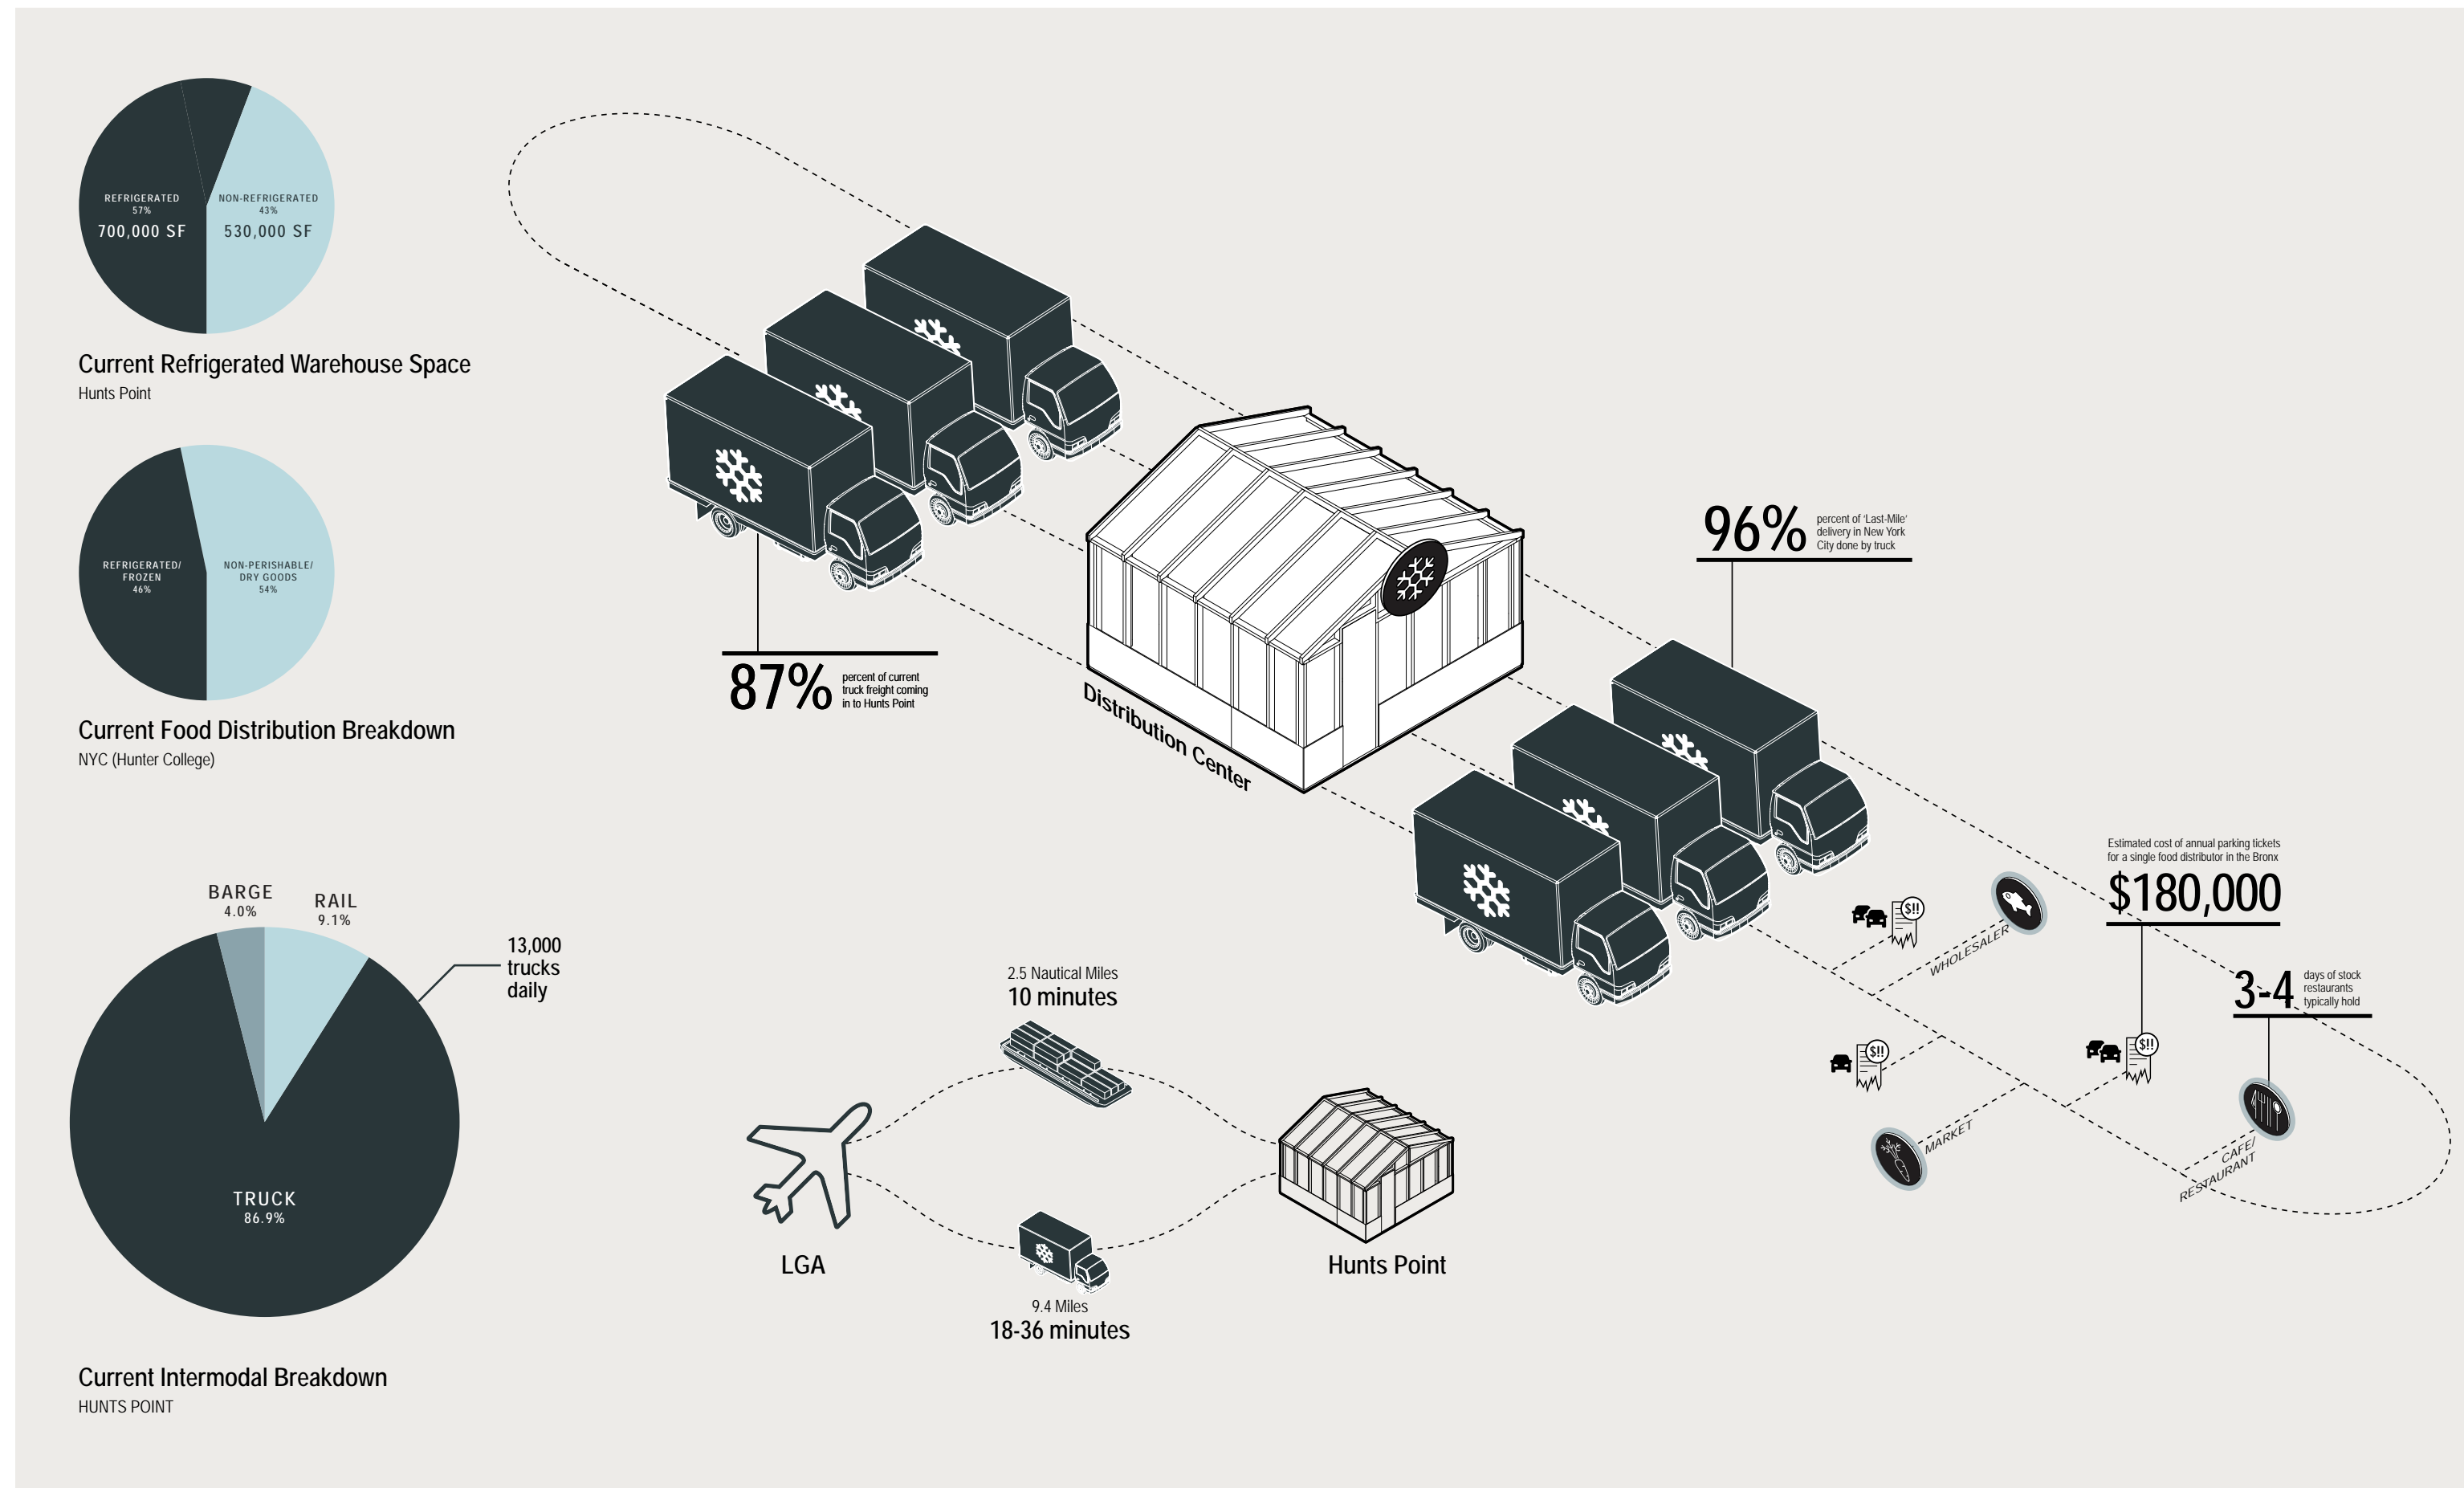 REFRIGERATED
57%
700,000 SF
NON-REFRIGERATED
43%
530,000 SF
Current Refrigerated Warehouse Space
Hunts Point
REFRIGERATED/
FROZEN
46%
NON-PERISHABLE/
DRY GOODS
54%
Current Food Distribution Breakdown
NYC (Hunter College)
BARGE
4.0%
RAIL
9.1%
13,000
trucks
daily
TRUCK
86.9%
Current Intermodal Breakdown
HUNTS POINT
87%
percent of current
truck freight coming
in to Hunts Point
Distribution Center
96%
percent of 'Last-Mile'
delivery in New York
City done by truck
2.5 Nautical Miles
10 minutes
LGA
Hunts Point
9.4 Miles
18-36 minutes
Estimated cost of annual parking tickets
for a single food distributor in the Bronx
$180,000
3-4
days of stock
restaurants
typically hold
$!!
WHOLESALER
$!!
MARKET
$!!
CAFE/
RESTAURANT